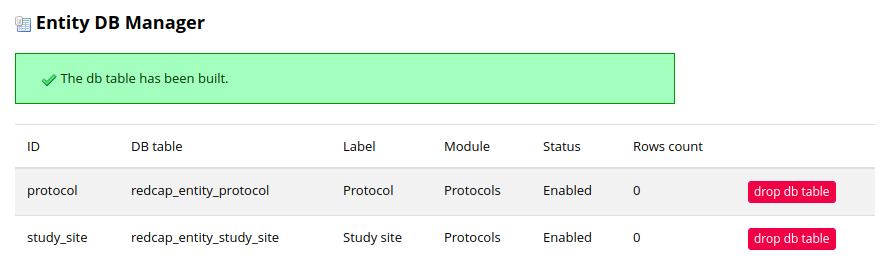 Entity DB Manager
The db table has been built.
ID DB table Label Module Status Rows count
protocol redcap_entity_protocol Protocol Protocols Enabled 0 drop db table
study_site redcap_entity_study_site Study site Protocols Enabled 0 drop db table